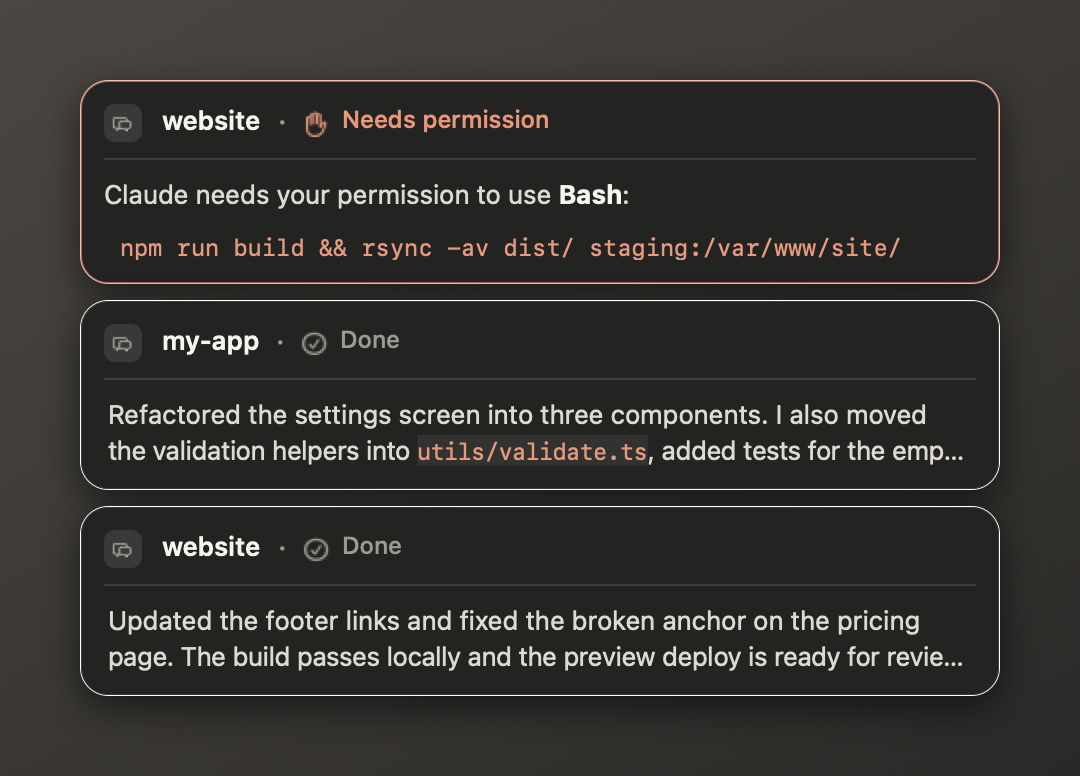 website · Needs permission
Claude needs your permission to use Bash:
npm run build && rsync -av dist/ staging:/var/www/site/
my-app · Done
Refactored the settings screen into three components. I also moved
the validation helpers into utils/validate.ts, added tests for the emp...
website · Done
Updated the footer links and fixed the broken anchor on the pricing
page. The build passes locally and the preview deploy is ready for revie...